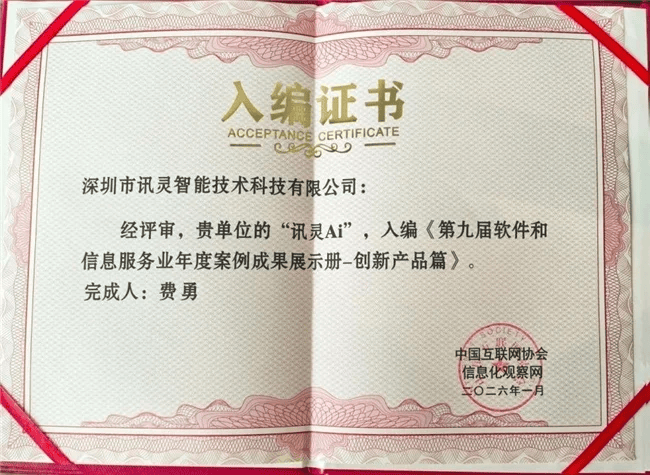 入编证书
ACCEPTANCE CERTIFICATE
深圳市讯灵智能技术科技有限公司：
经评审，贵单位的“讯灵Ai”，入编《第九届软件和
信息服务业年度案例成果展示册-创新产品篇》。
完成人：费勇
中国互联网协会
信息化观察网
二〇二六年一月
SOCIETY